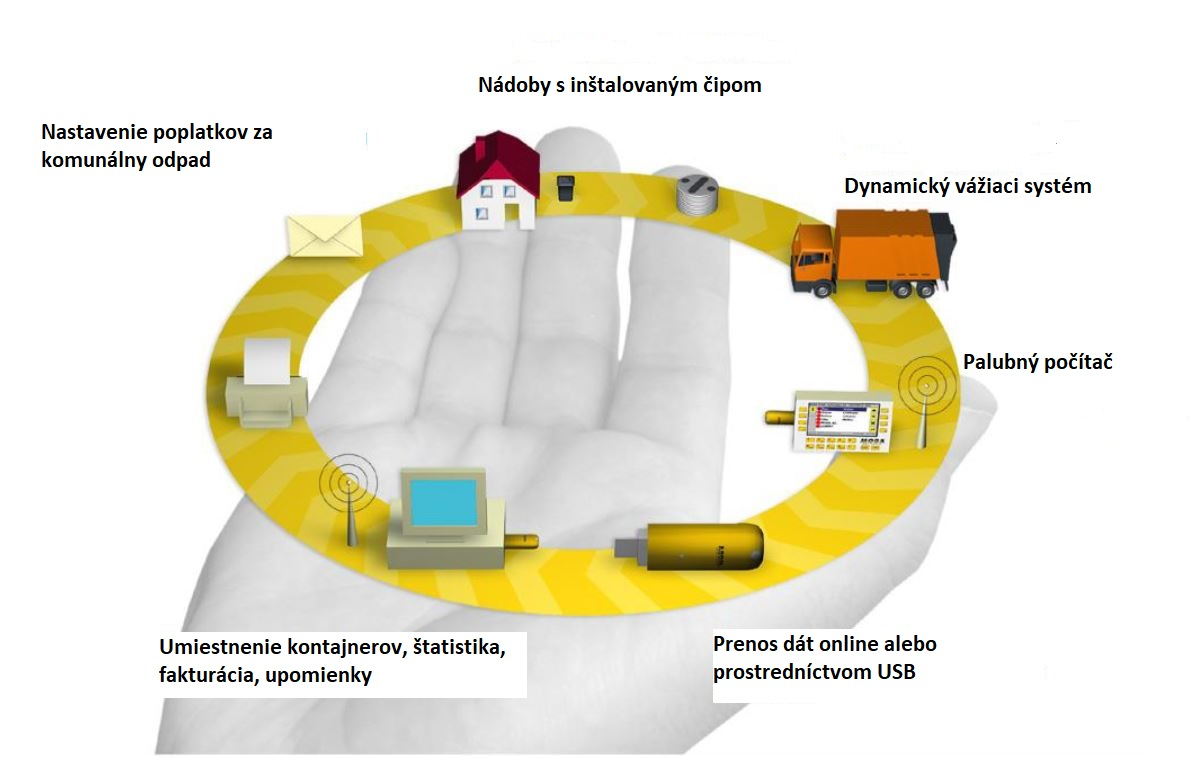 Nádoby s inštalovaným čipom
Nastavenie poplatkov za
komunálny odpad
Dynamický vážiaci systém
Palubný počítač
MOBA
Umiestnenie kontajnerov, štatistika,
fakturácia, upomienky
Prenos dát online alebo
prostredníctvom USB